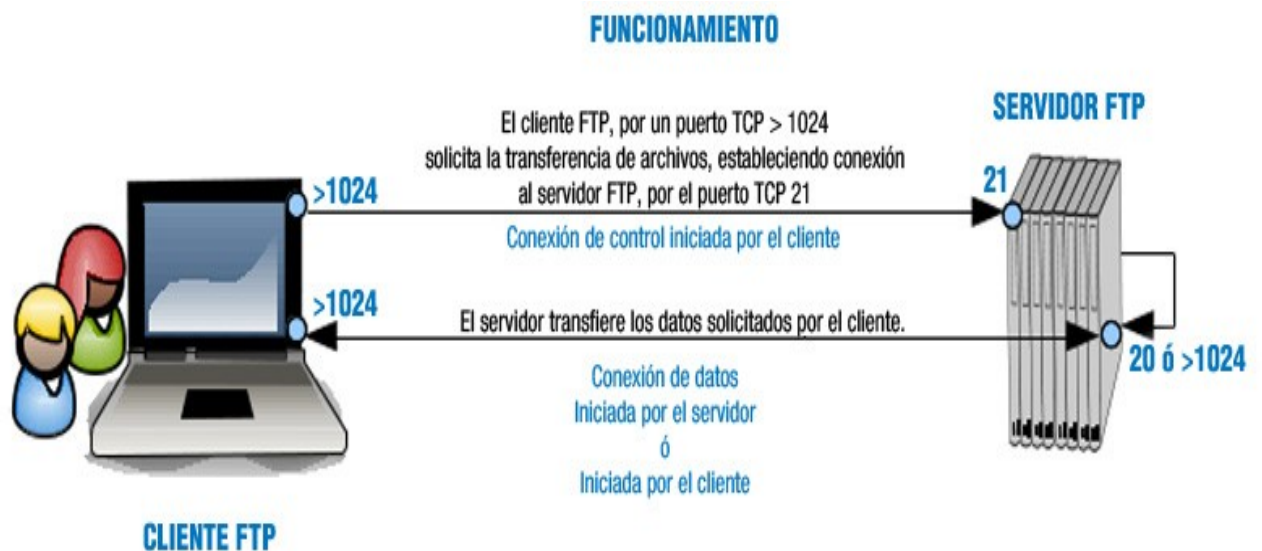 FUNCIONAMIENTO
SERVIDOR FTP
El cliente FTP, por un puerto TCP > 1024
solicita la transferencia de archivos, estableciendo conexión
al servidor FTP, por el puerto TCP 21
>1024
21
Conexión de control iniciada por el cliente
>1024
El servidor transfiere los datos solicitados por el cliente.
20 ó >1024
Conexión de datos
Iniciada por el servidor
ó
Iniciada por el cliente
CLIENTE FTP